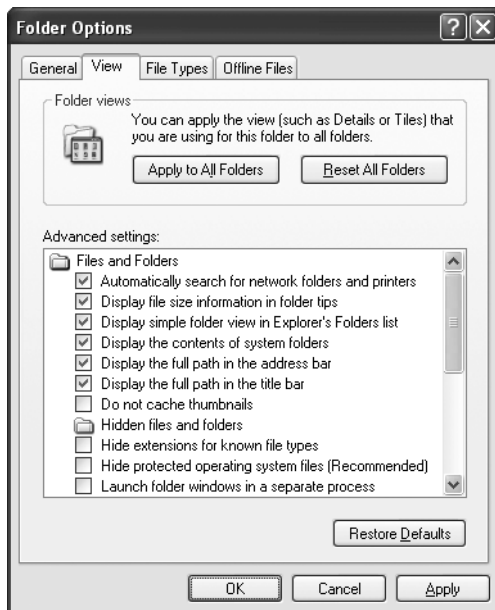 Folder Options
General View File Types Offline Files
Folder views
You can apply the view (such as Details or Tiles) that
you are using for this folder to all folders.
Apply to All Folders Reset All Folders
Advanced settings:
Files and Folders
Automatically search for network folders and printers
Display file size information in folder tips
Display simple folder view in Explorer's Folders list
Display the contents of system folders
Display the full path in the address bar
Display the full path in the title bar
Do not cache thumbnails
Hidden files and folders
Hide extensions for known file types
Hide protected operating system files (Recommended)
Launch folder windows in a separate process
Restore Defaults
OK Cancel Apply